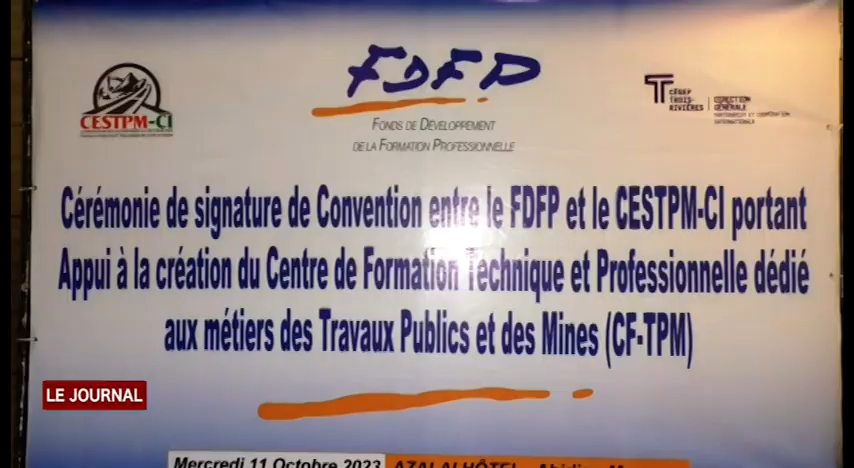 CESTPM-CI
FDFP
FONDS DE DÉVELOPPEMENT
DE LA FORMATION PROFESSIONNELLE
CÉGEP
TROIS-
RIVIÈRES
DIRECTION
GÉNÉRALE
Cérémonie de signature de Convention entre le FDFP et le CESTPM-CI portant
Appui à la création du Centre de Formation Technique et Professionnelle dédié
aux métiers des Travaux Publics et des Mines (CF-TPM)
LE JOURNAL
Mercredi 11 Octobre 2023